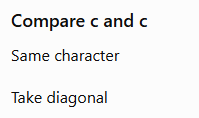 Compare c and c
Same character
Take diagonal